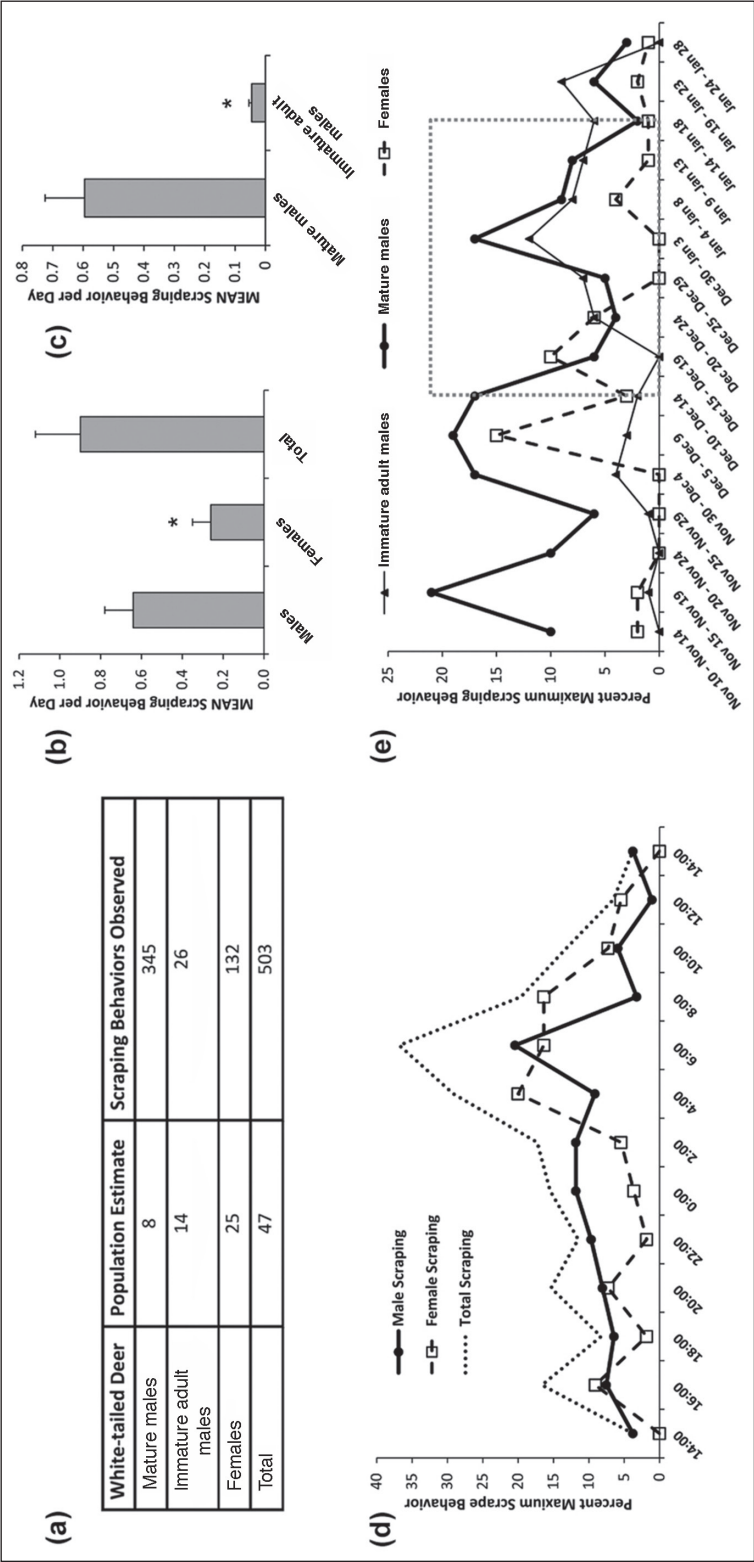 (a)
White-tailed Deer Population Estimate Scraping Behaviors Observed
Mature males 8 345
Immature adult 14 26
males
Females 25 132
Total 47 503
(b)
MEAN Scraping Behavior per Day
1.2
1.0
0.8
0.6
0.4
0.2
0.0
*
Males
Females
Total
(c)
MEAN Scraping Behavior per Day
0.8
0.7
0.6
0.5
0.4
0.3
0.2
0.1
0
*
Mature males
Immature adult
males
(d)
Percent Maxium Scrape Behavior
40
35
30
25
20
15
10
5
0
Male Scraping
Female Scraping
Total Scraping
14:00
16:00
18:00
20:00
22:00
0:00
2:00
4:00
6:00
8:00
10:00
12:00
14:00
(e)
Immature adult males
Mature males
Females
Percent Maximum Scraping Behavior
25
20
15
10
5
0
Nov 10 - Nov 14
Nov 15 - Nov 19
Nov 20 - Nov 24
Nov 25 - Nov 29
Nov 30 - Dec 4
Dec 5 - Dec 9
Dec 10 - Dec 14
Dec 15 - Dec 19
Dec 20 - Dec 24
Dec 25 - Dec 29
Dec 30 - Jan 3
Jan 4 - Jan 8
Jan 9 - Jan 13
Jan 14 - Jan 18
Jan 19 - Jan 23
Jan 24 - Jan 28